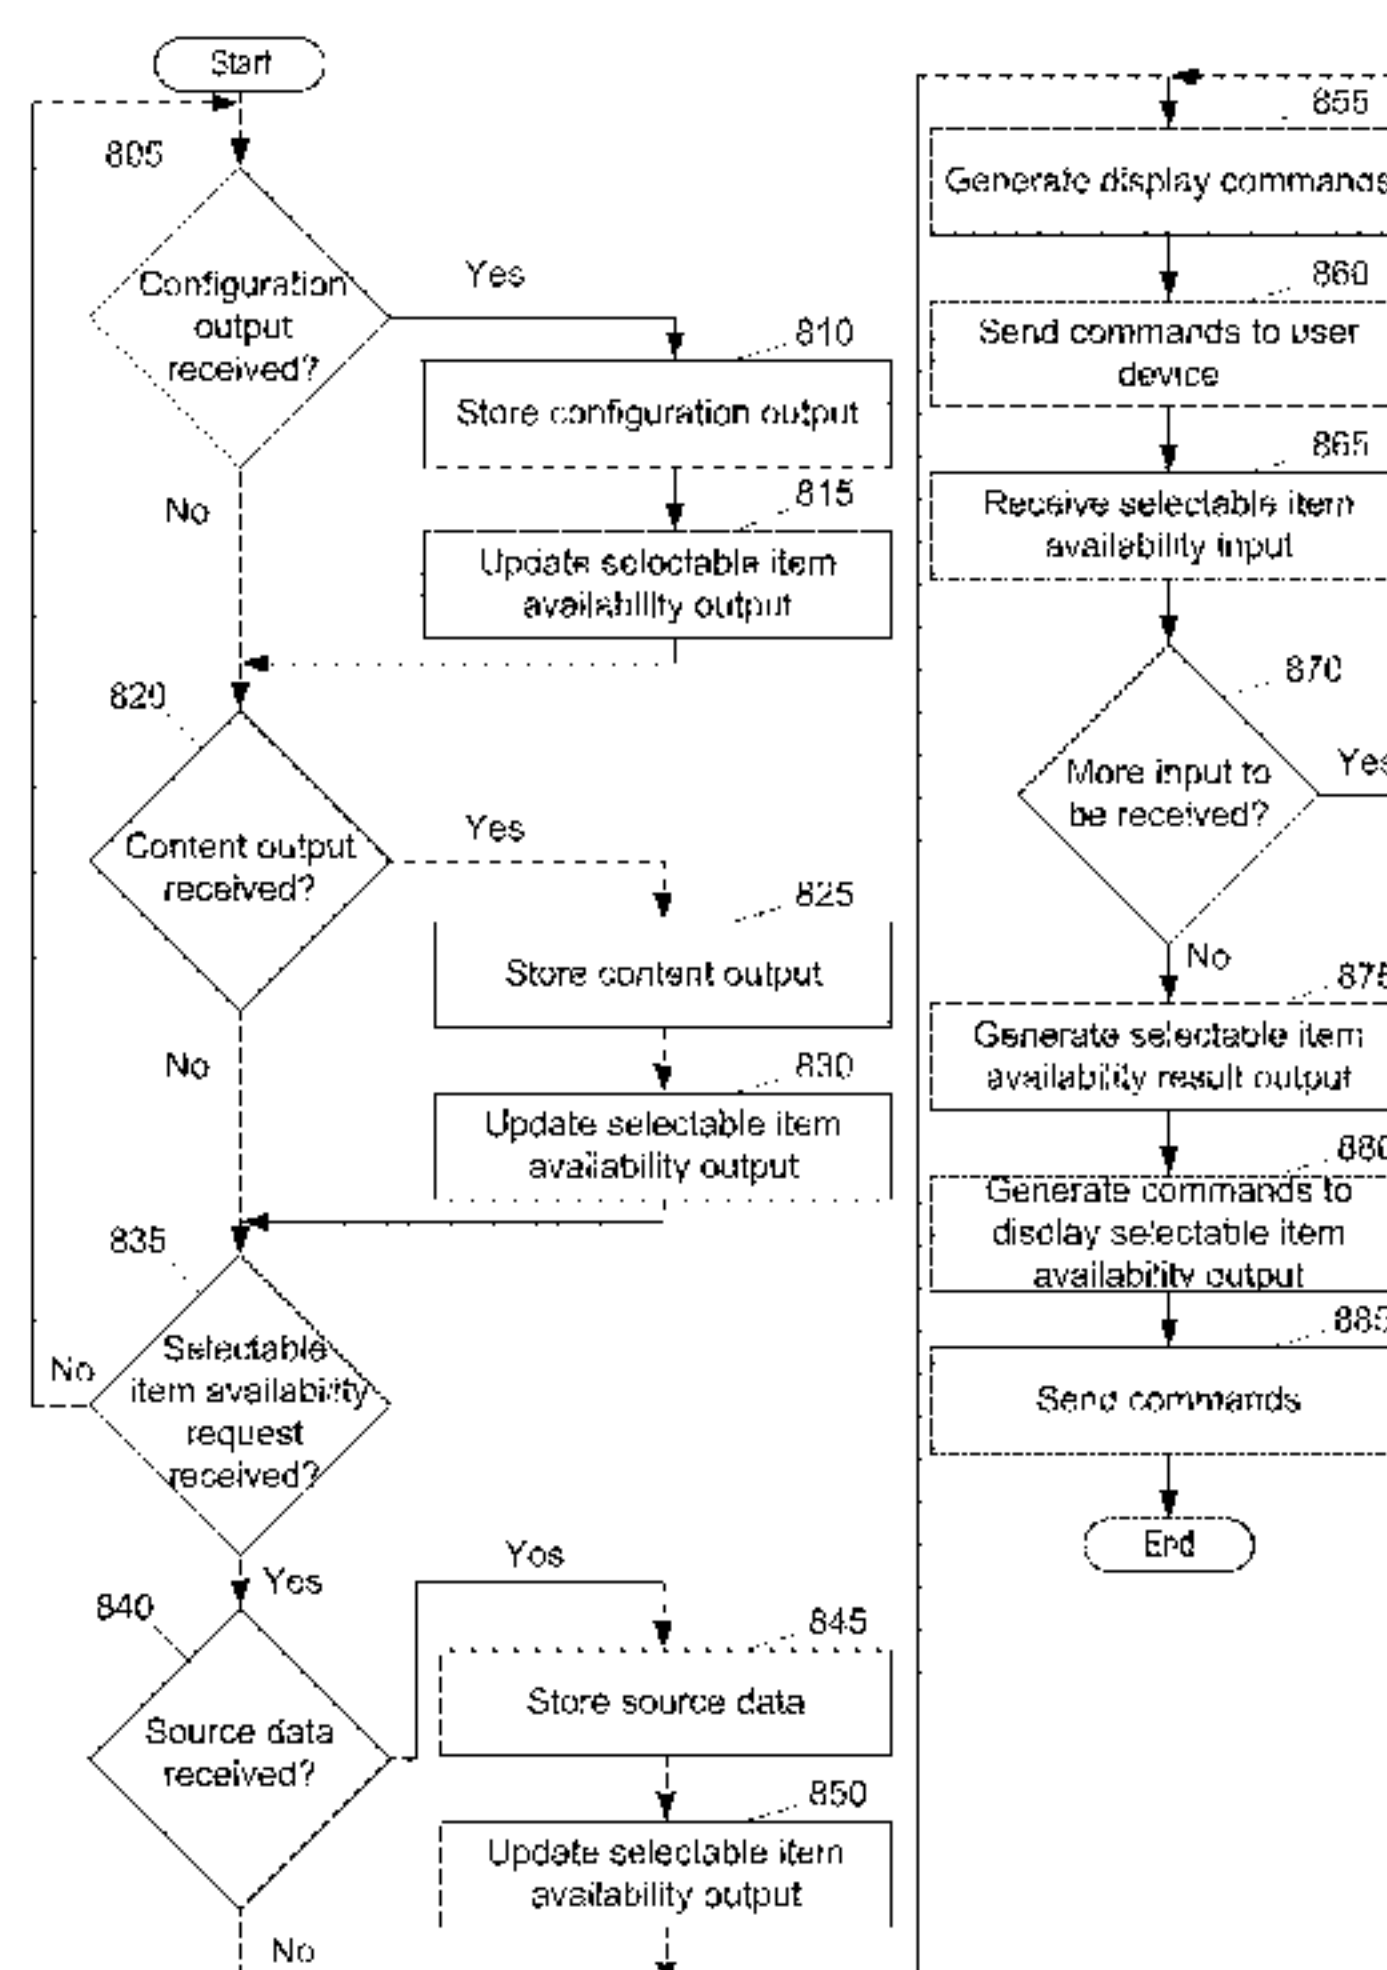 Start
805
Configuration
output
received?
Yes
810
Store configuration output
No
815
Update selectable item
availability output
820
Content output
received?
Yes
825
Store content output
No
830
Update selectable item
availability output
835
Selectable
item availability
request
received?
No
Yes
840
Source data
received?
Yes
845
Store source data
850
Update selectable item
availability output
No
855
Generate display commands
860
Send commands to user
device
865
Receive selectable item
availability input
870
More input to
be received?
Yes
No
875
Generate selectable item
availability result output
880
Generate commands to
display selectable item
availability output
885
Send commands
End